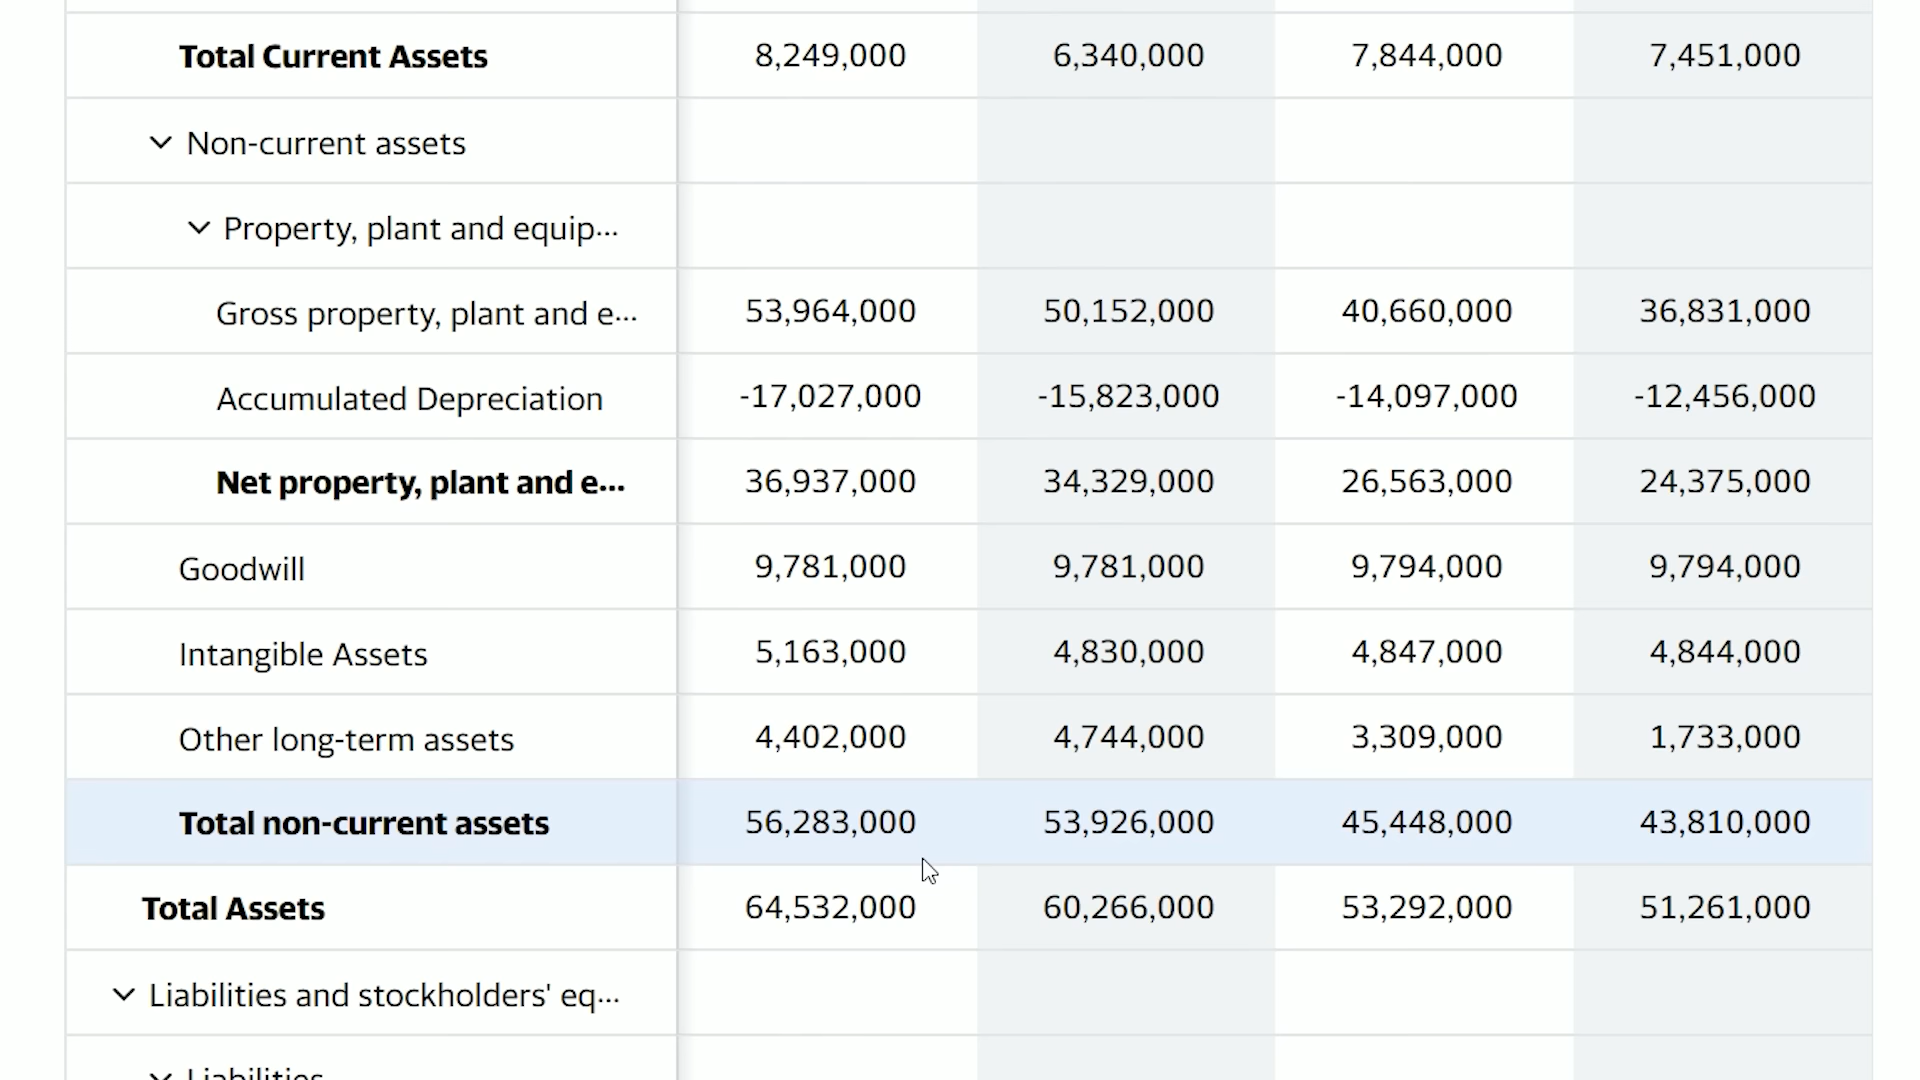 Total Current Assets 8,249,000 6,340,000 7,844,000 7,451,000
Non-current assets
Property, plant and equip...
Gross property, plant and e... 53,964,000 50,152,000 40,660,000 36,831,000
Accumulated Depreciation -17,027,000 -15,823,000 -14,097,000 -12,456,000
Net property, plant and e... 36,937,000 34,329,000 26,563,000 24,375,000
Goodwill 9,781,000 9,781,000 9,794,000 9,794,000
Intangible Assets 5,163,000 4,830,000 4,847,000 4,844,000
Other long-term assets 4,402,000 4,744,000 3,309,000 1,733,000
Total non-current assets 56,283,000 53,926,000 45,448,000 43,810,000
Total Assets 64,532,000 60,266,000 53,292,000 51,261,000
Liabilities and stockholders' eq...
Liabilities